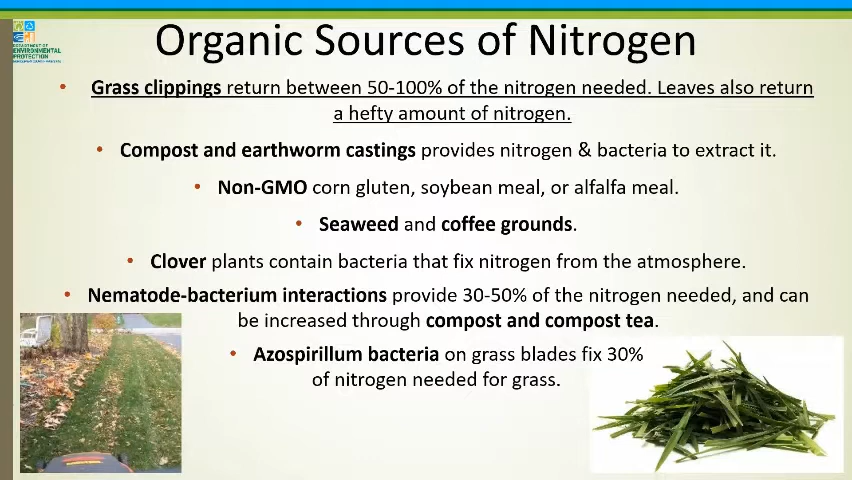 Organic Sources of Nitrogen
DEPARTMENT OF
ENVIRONMENTAL
PROTECTION
• Grass clippings return between 50-100% of the nitrogen needed. Leaves also return
a hefty amount of nitrogen.
• Compost and earthworm castings provides nitrogen & bacteria to extract it.
• Non-GMO corn gluten, soybean meal, or alfalfa meal.
• Seaweed and coffee grounds.
• Clover plants contain bacteria that fix nitrogen from the atmosphere.
• Nematode-bacterium interactions provide 30-50% of the nitrogen needed, and can
be increased through compost and compost tea.
• Azospirillum bacteria on grass blades fix 30%
of nitrogen needed for grass.